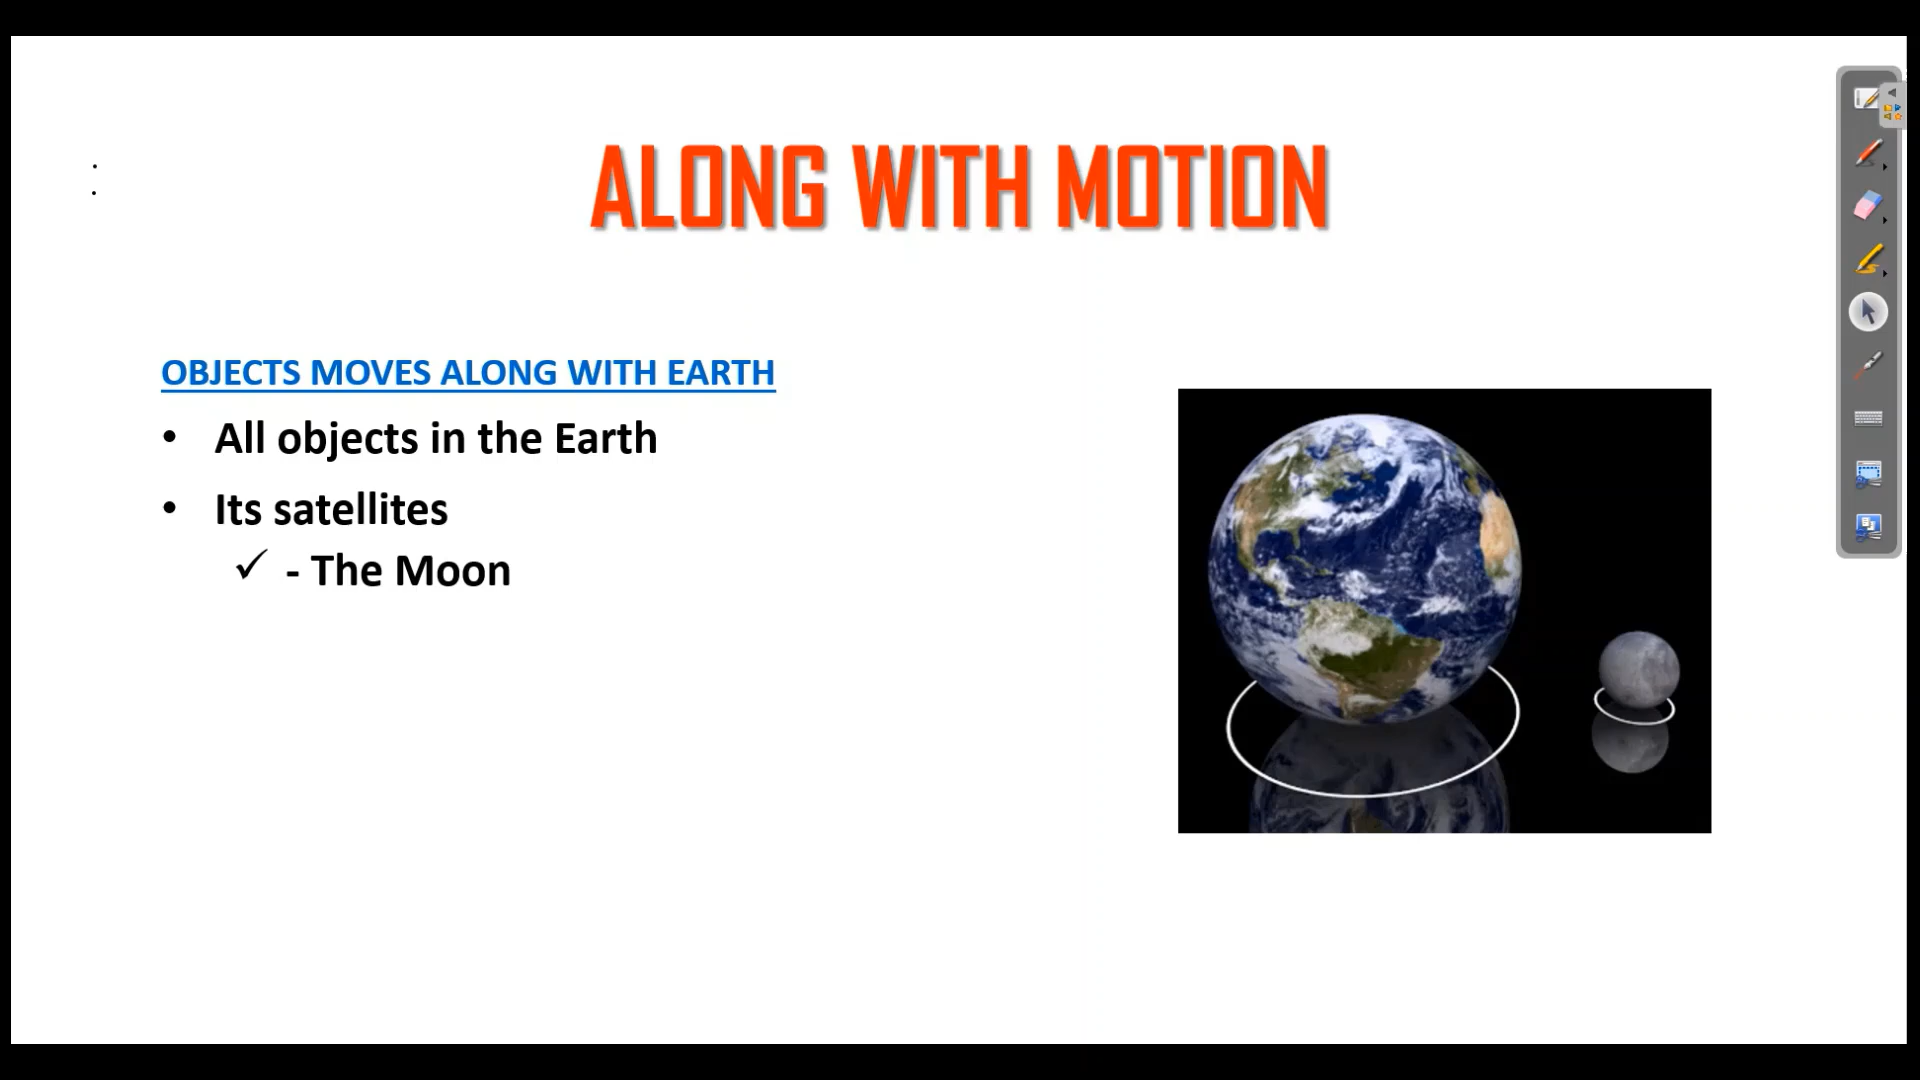 ALONG WITH MOTION
OBJECTS MOVES ALONG WITH EARTH
• All objects in the Earth
• Its satellites
✓ - The Moon